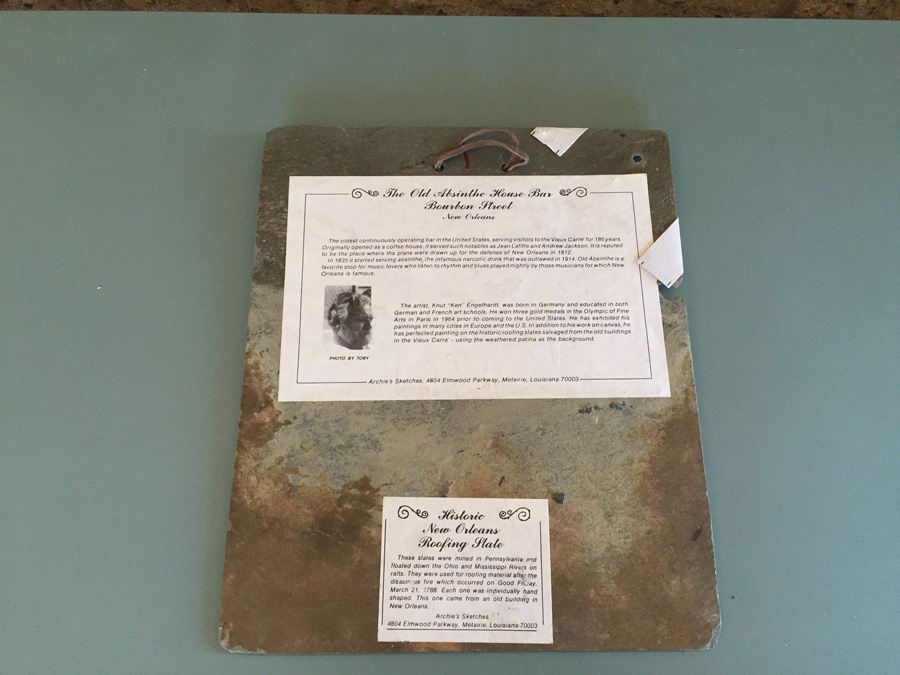 The Old Absinthe House Bar
Bourbon Street
New Orleans
The oldest continuously operating bar in the United States, serving visitors to the Vieux Carre' for 186 years.
Originally opened as a coffee house, it served such notables as Jean Lafitte and Andrew Jackson. It is reputed
to be the place where the plans were drawn up for the defense of New Orleans in 1812.
In 1835 it started serving absinthe, the infamous narcotic drink that was outlawed in 1914. Old Absinthe is a
favorite stop for music lovers who listen to rhythm and blues played nightly by those musicians for which New
Orleans is famous.
The artist, Knut "Ken" Engelhardt, was born in Germany and educated in both
German and French art schools. He won three gold medals in the Olympic of Fine
Arts in Paris in 1964 prior to coming to the United States. He has exhibited his
paintings in many cities in Europe and the U.S. In addition to his work on canvas, he
has perfected painting on the historic roofing slates salvaged from the old buildings
in the Vieux Carre' - using the weathered patina as the background.
PHOTO BY TOBY
Archie's Sketches, 4804 Elmwood Parkway, Metairie, Louisiana 70003
Historic
New Orleans
Roofing Slate
These slates were mined in Pennsylvania and
floated down the Ohio and Mississippi Rivers on
rafts. They were used for roofing material after the
disastrous fire which occurred on Good Friday,
March 21, 1788. Each one was individually hand
shaped. This one came from an old building in
New Orleans.
Archie's Sketches
4804 Elmwood Parkway, Metairie, Louisiana 70003